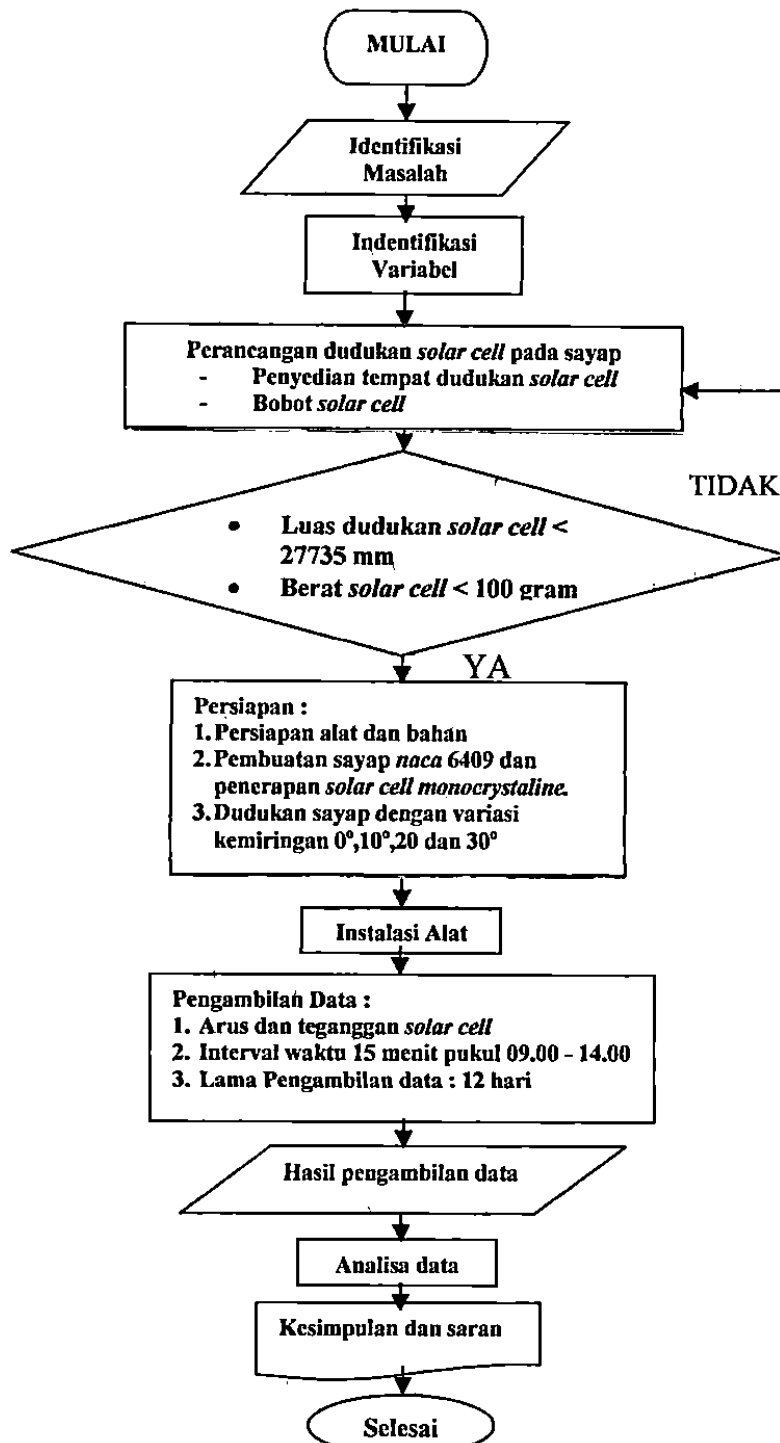 MULAI
Identifikasi
Masalah
Indentifikasi
Variabel
Perancangan dudukan solar cell pada sayap
- Penyedian tempat dudukan solar cell
- Bobot solar cell
TIDAK
• Luas dudukan solar cell <
27735 mm
• Berat solar cell < 100 gram
YA
Persiapan :
1. Persiapan alat dan bahan
2. Pembuatan sayap naca 6409 dan
penerapan solar cell monocrystaline.
3. Dudukan sayap dengan variasi
kemiringan 0°,10°,20 dan 30°
Instalasi Alat
Pengambilan Data :
1. Arus dan teganggan solar cell
2. Interval waktu 15 menit pukul 09.00 - 14.00
3. Lama Pengambilan data : 12 hari
Hasil pengambilan data
Analisa data
Kesimpulan dan saran
Selesai